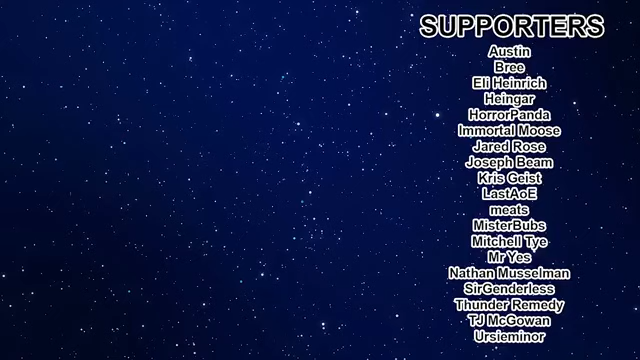 SUPPORTERS
Austin
Bree
Eli Heinrich
Heingar
HorrorPanda
Immortal Moose
Jared Rose
Joseph Beam
Kris Geist
LastAoE
meats
MisterBubs
Mitchell Tye
Mr Yes
Nathan Musselman
SirGenderless
Thunder Remedy
TJ McGowan
Ursieminor